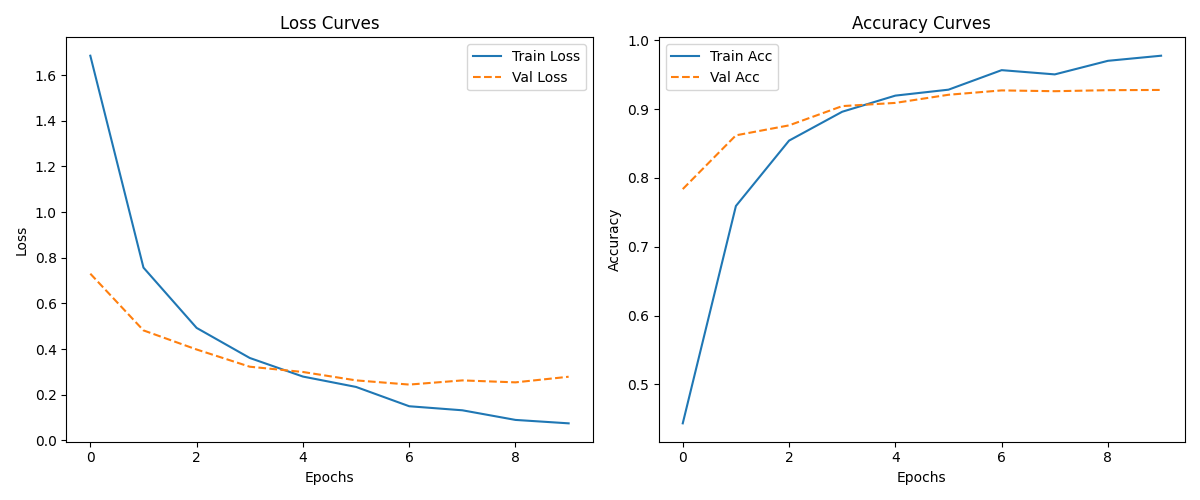 Loss Curves
Train Loss
Val Loss
1.6
1.4
1.2
1.0
0.8
0.6
0.4
0.2
0.0
Loss
0 2 4 6 8
Epochs
Accuracy Curves
Train Acc
Val Acc
1.0
0.9
0.8
0.7
0.6
0.5
Accuracy
0 2 4 6 8
Epochs